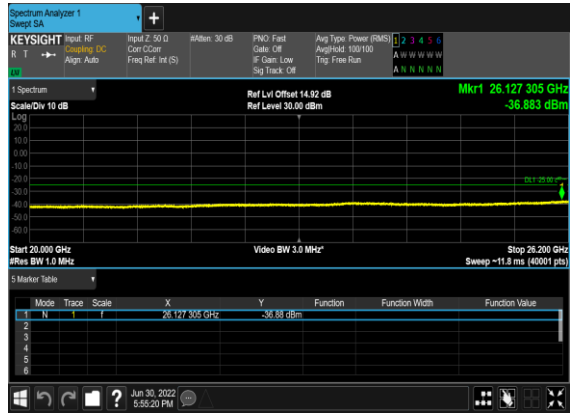 Spectrum Analyzer 1
Swept SA
+
KEYSIGHT
R T
LW
Input: RF
Coupling: DC
Align: Auto
Input Z: 50 Ω
Corr CCorr
Freq Ref: Int (S)
#Atten: 30 dB
PNO: Fast
Gate: Off
IF Gain: Low
Sig Track: Off
Avg Type: Power (RMS)
Avg|Hold: 100/100
Trig: Free Run
1 2 3 4 5 6
A W W W W W
A N N N N N
1 Spectrum
Scale/Div 10 dB
Ref Lvl Offset 14.92 dB
Ref Level 30.00 dBm
Mkr1 26.127 305 GHz
-36.883 dBm
Log
20.0
10.0
0.00
-10.0
-20.0
DL1 -25.00
1
-30.0
-40.0
-50.0
-60.0
Start 20.000 GHz
Video BW 3.0 MHz*
Stop 26.200 GHz
#Res BW 1.0 MHz
Sweep ~11.8 ms (40001 pts)
5 Marker Table
Mode Trace Scale X Y Function Function Width Function Value
1 N 1 f 26.127 305 GHz -36.88 dBm
2
3
4
5
6
?
Jun 30, 2022
5:55:20 PM